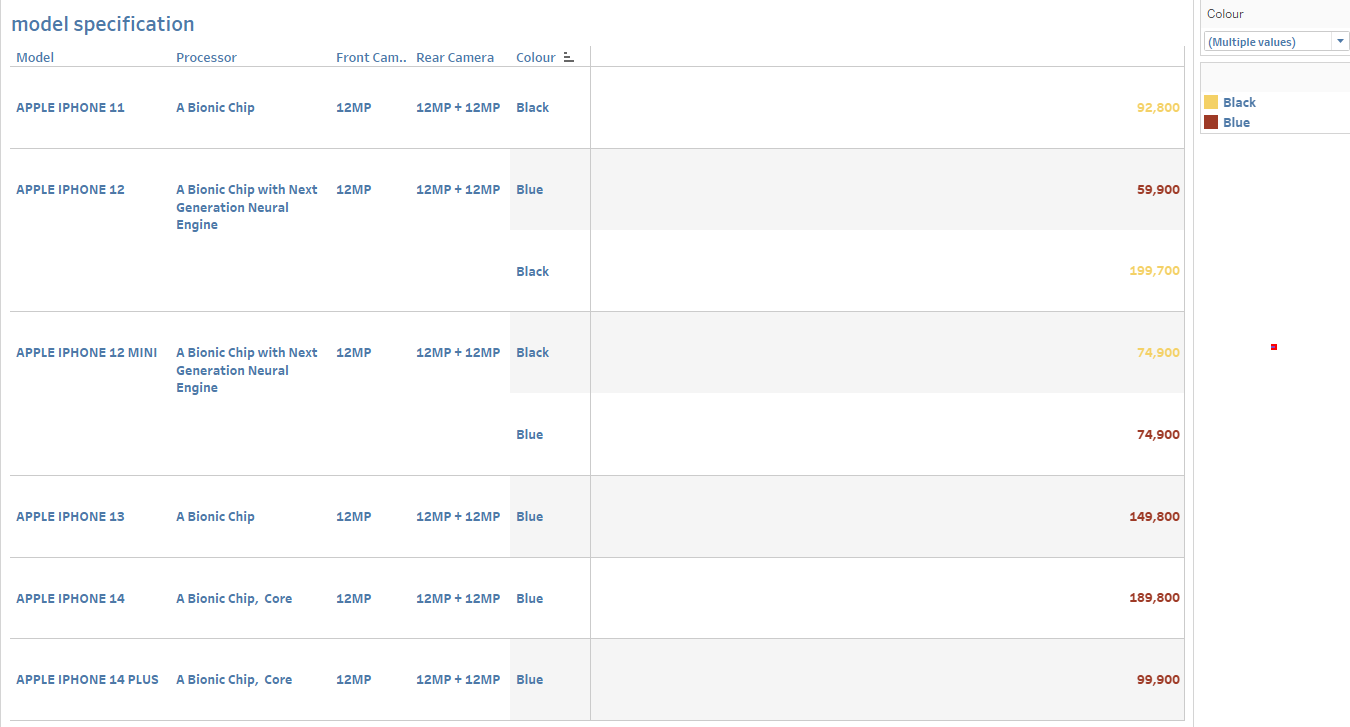 model specification
Model Processor Front Cam.. Rear Camera Colour
APPLE IPHONE 11 A Bionic Chip 12MP 12MP + 12MP Black 92,800
APPLE IPHONE 12 A Bionic Chip with Next 12MP 12MP + 12MP Blue 59,900
Generation Neural
Engine
Black 199,700
APPLE IPHONE 12 MINI A Bionic Chip with Next 12MP 12MP + 12MP Black 74,900
Generation Neural
Engine
Blue 74,900
APPLE IPHONE 13 A Bionic Chip 12MP 12MP + 12MP Blue 149,800
APPLE IPHONE 14 A Bionic Chip, Core 12MP 12MP + 12MP Blue 189,800
APPLE IPHONE 14 PLUS A Bionic Chip, Core 12MP 12MP + 12MP Blue 99,900
Colour
(Multiple values)
Black
Blue